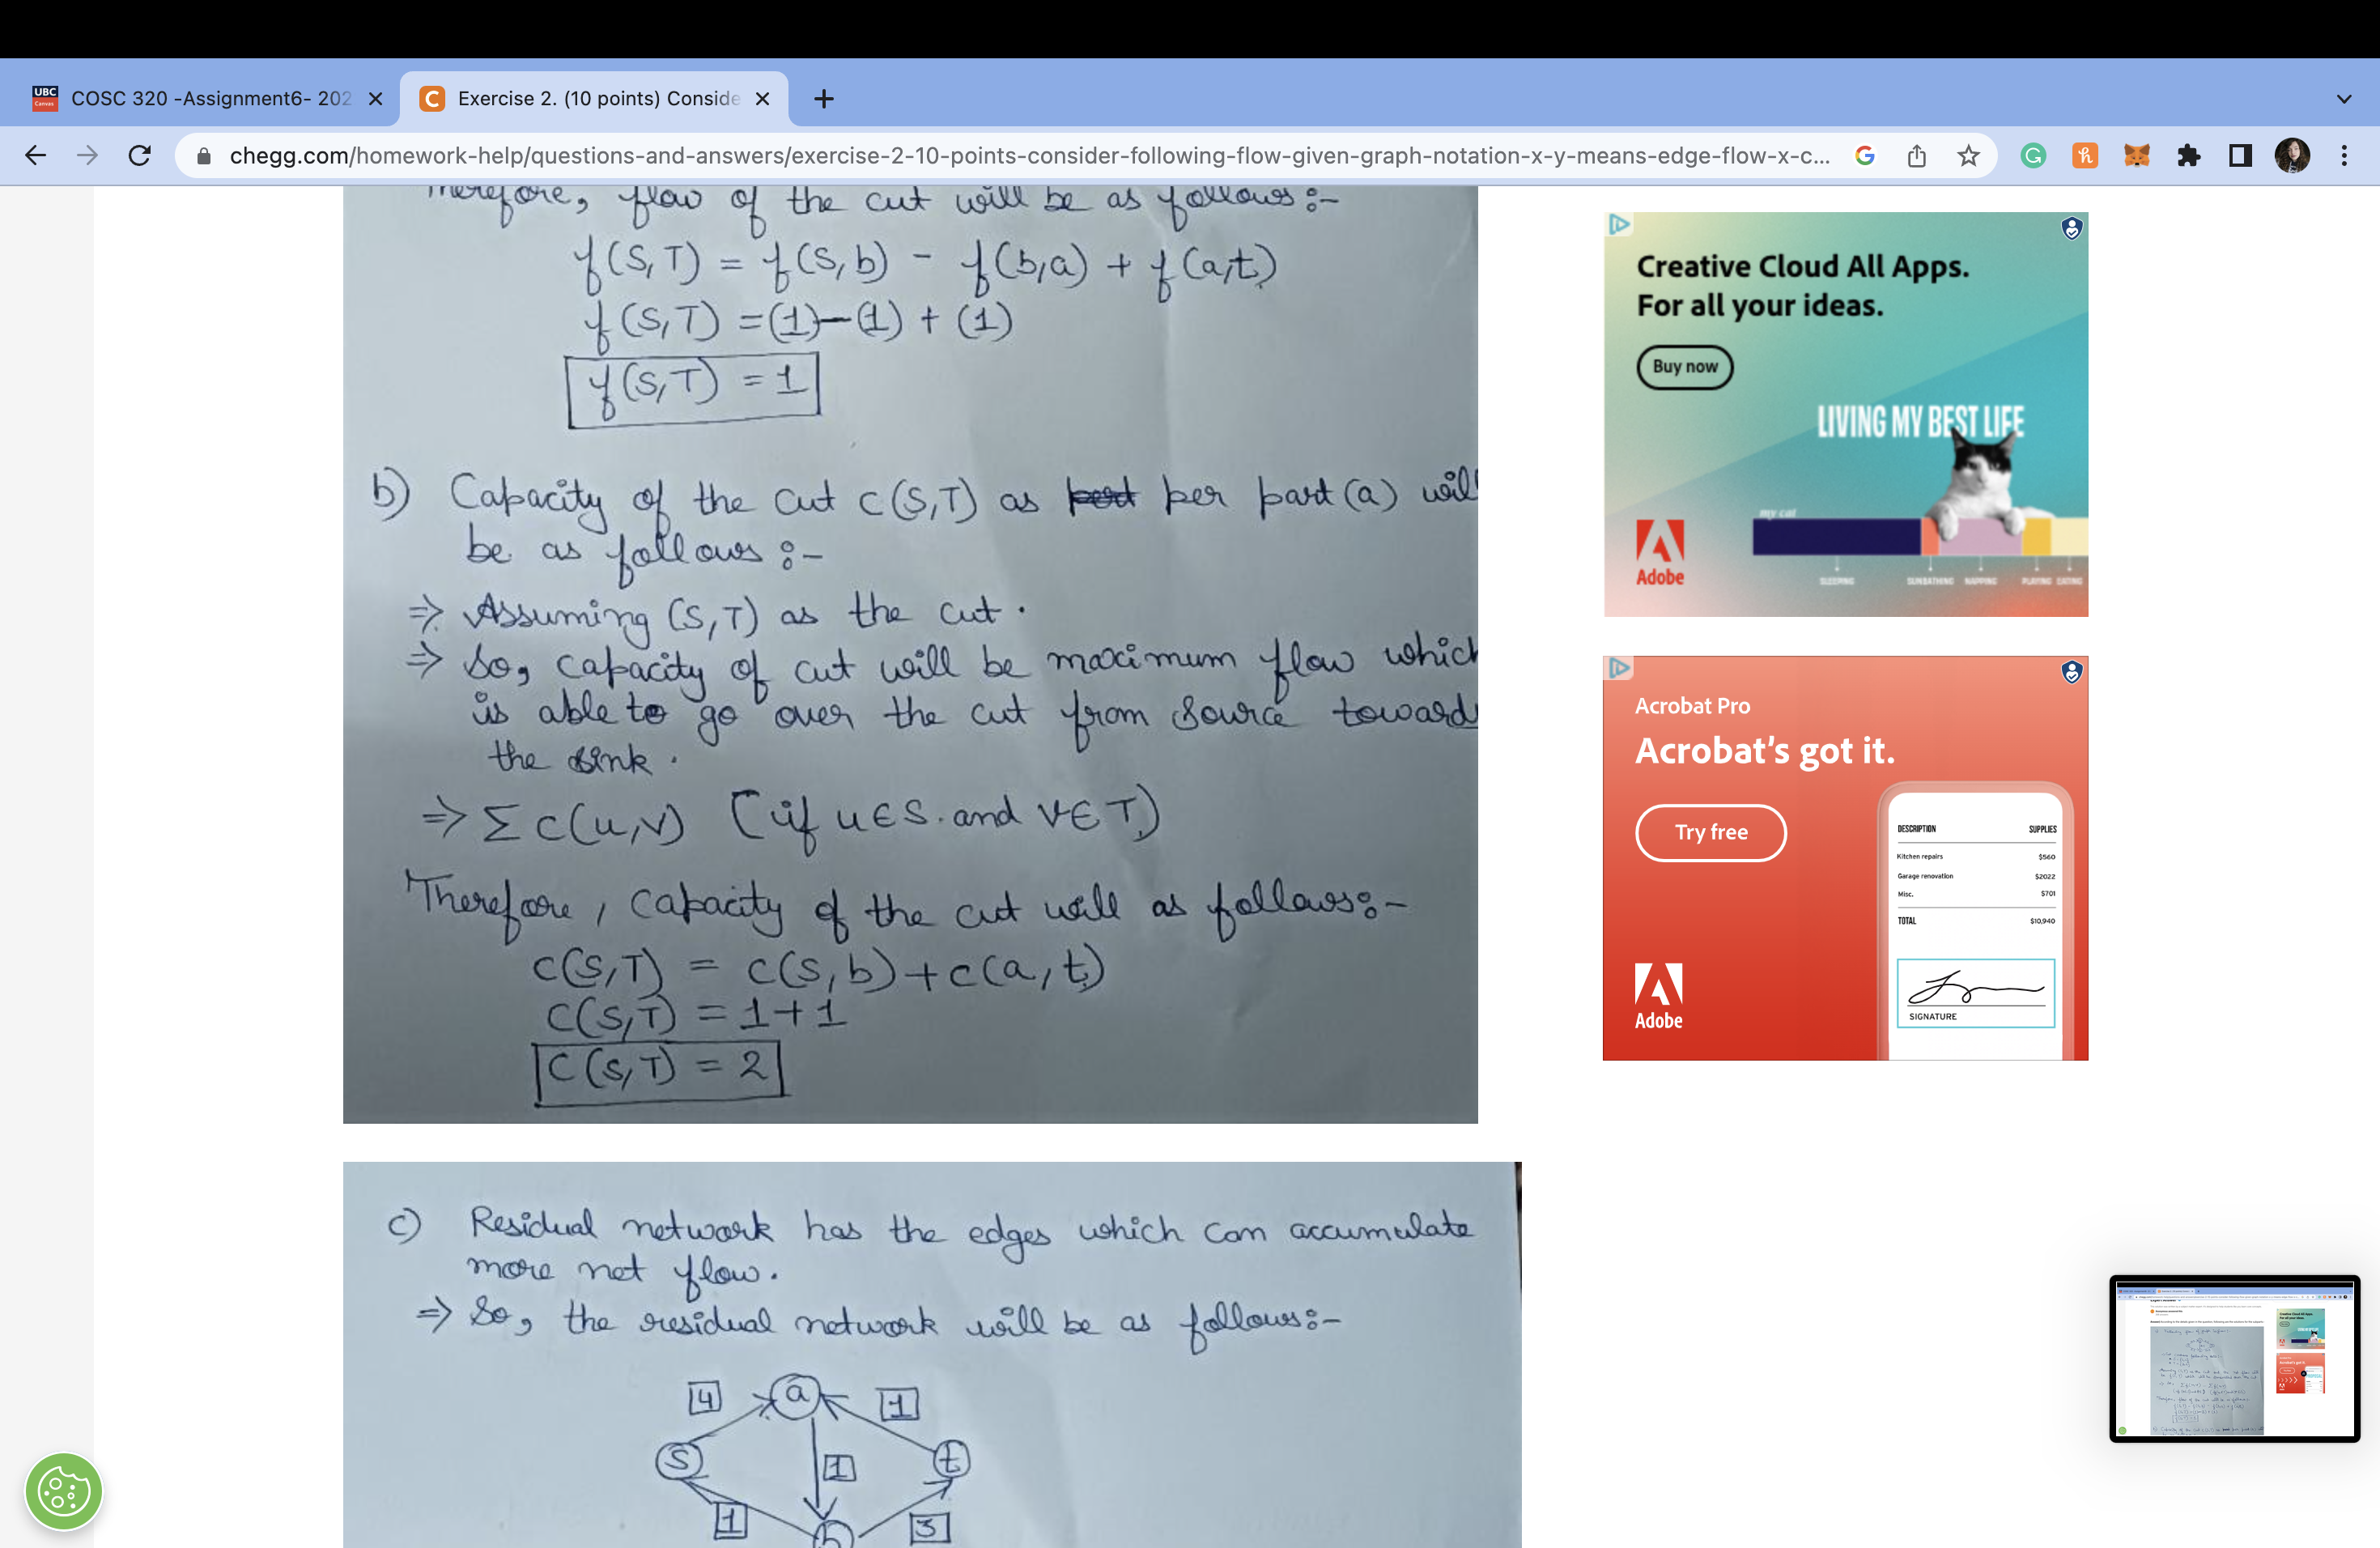 COSC 320 -Assignment6- 202
Exercise 2. (10 points) Conside
chegg.com/homework-help/questions-and-answers/exercise-2-10-points-consider-following-flow-given-graph-notation-x-y-means-edge-flow-x-c...
Therefore, flow of the cut will be as follows:-
f(S,T) = f(S,b) - f(b,a) + f(a,t)
f(S,T) = (1)-(1) + (1)
f(S,T) = 1
b) Capacity of the cut c(S,T) as per part (a) will
be as follows :-
⇒ Assuming (S,T) as the cut.
⇒ So, capacity of cut will be maximum flow which
is able to go over the cut from source towards
the sink.
⇒ Σ c(u,v) [if u ∈ S. and v ∈ T]
Therefore, Capacity of the cut will as follows:-
c(S,T) = c(s,b)+c(a,t)
c(S,T) = 1+1
c(S,T) = 2
c) Residual network has the edges which can accumulate
more net flow.
⇒ So, the residual network will be as follows:-
4 a 1
S 1 t
1 b 3
Creative Cloud All Apps.
For all your ideas.
Buy now
LIVING MY BEST LIFE
my cat
SLEEPING SUNBATHING NAPPING PLAYING EATING
Adobe
Acrobat Pro
Acrobat's got it.
Try free
DESCRIPTION SUPPLIES
Kitchen repairs $560
Garage renovation $2022
Misc. $701
TOTAL $10,940
SIGNATURE
Adobe
UBC
Canvas